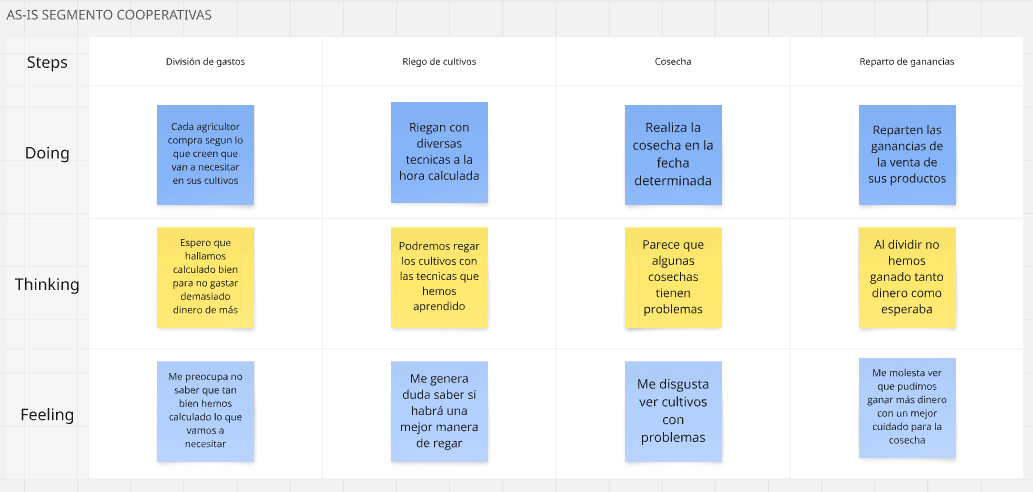 AS-IS SEGMENTO COOPERATIVAS
Steps
División de gastos
Riego de cultivos
Cosecha
Reparto de ganancias
Doing
Cada agricultor
compra segun lo
que creen que
van a necesitar
en sus cultivos
Riegan con
diversas
tecnicas a la
hora calculada
Realiza la
cosecha en la
fecha
determinada
Reparten las
ganancias de
la venta de
sus productos
Thinking
Espero que
hallamos
calculado bien
para no gastar
demasiado
dinero de más
Podremos regar
los cultivos con
las tecnicas que
hemos
aprendido
Parece que
algunas
cosechas
tienen
problemas
Al dividir no
hemos
ganado tanto
dinero como
esperaba
Feeling
Me preocupa no
saber que tan
bien hemos
calculado lo que
vamos a
necesitar
Me genera
duda saber si
habrá una
mejor manera
de regar
Me disgusta
ver cultivos
con
problemas
Me molesta ver
que pudimos
ganar más dinero
con un mejor
cuidado para la
cosecha